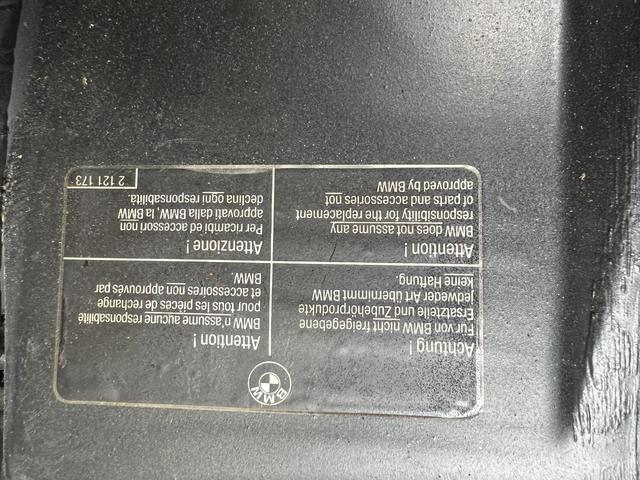 BMW
Achtung !
Für von BMW nicht freigegebene
Ersatzteile und Zubehörprodukte
jedweder Art übernimmt BMW
keine Haftung.
Attention !
BMW n'assume aucune responsabilité
pour tous les pièces de rechange
et accessoires non approuvés par
BMW.
Attention !
BMW does not assume any
responsibility for the replacement
of parts and accessories not
approved by BMW
Attenzione !
Per ricambi ed accessori non
approvati dalla BMW, la BMW
declina ogni responsabilità.
2 121 173